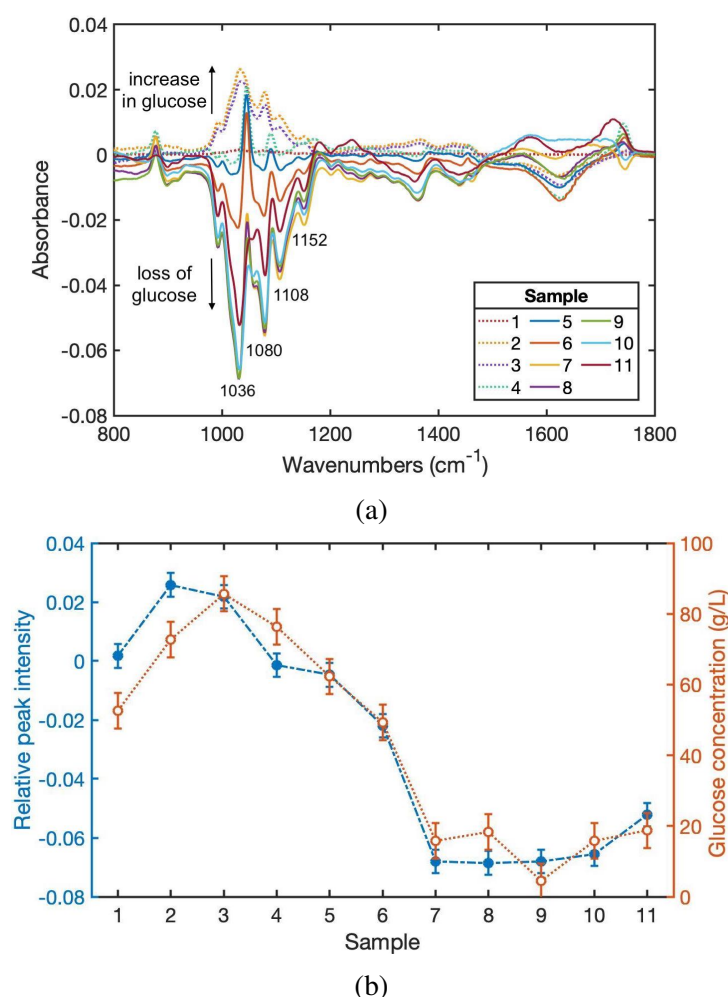 0.04
0.02
0
-0.02
-0.04
-0.06
-0.08
Absorbance
increase
in glucose
loss of
glucose
1152
1108
1080
1036
Sample
1 5 9
2 6 10
3 7 11
4 8
800 1000 1200 1400 1600 1800
Wavenumbers (cm⁻¹)
(a)
0.04
0.02
0
-0.02
-0.04
-0.06
-0.08
Relative peak intensity
100
80
60
40
20
0
Glucose concentration (g/L)
1 2 3 4 5 6 7 8 9 10 11
Sample
(b)